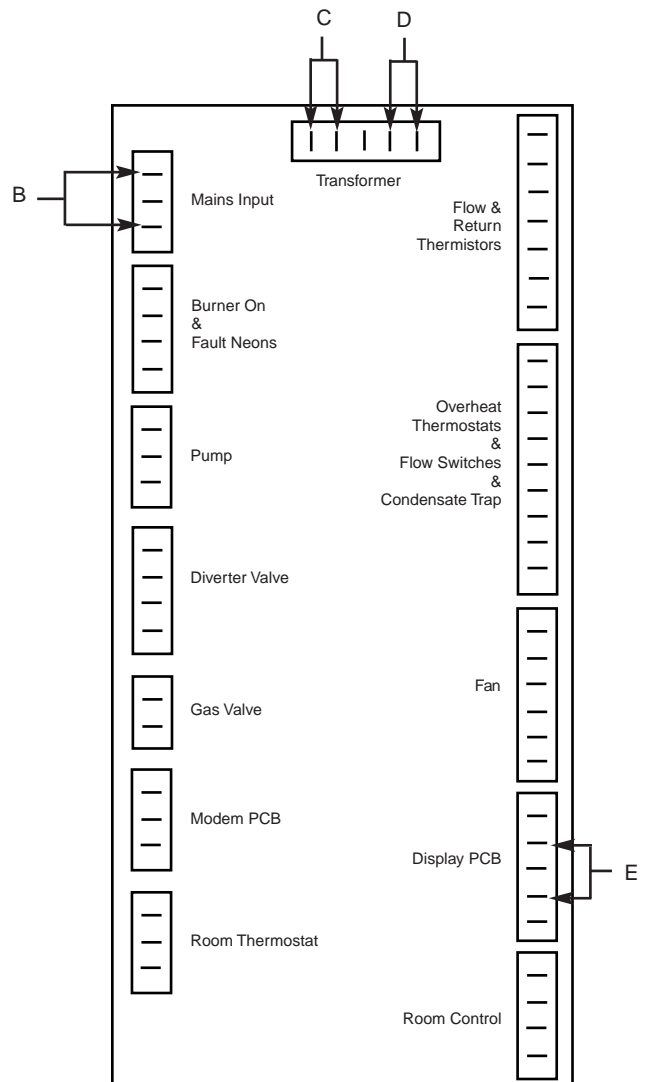 C
D
B
Transformer
Mains Input
Flow &
Return
Thermistors
Burner On
&
Fault Neons
Overheat
Thermostats
&
Flow Switches
&
Condensate Trap
Pump
Diverter Valve
Fan
Gas Valve
Modem PCB
Display PCB
E
Room Thermostat
Room Control